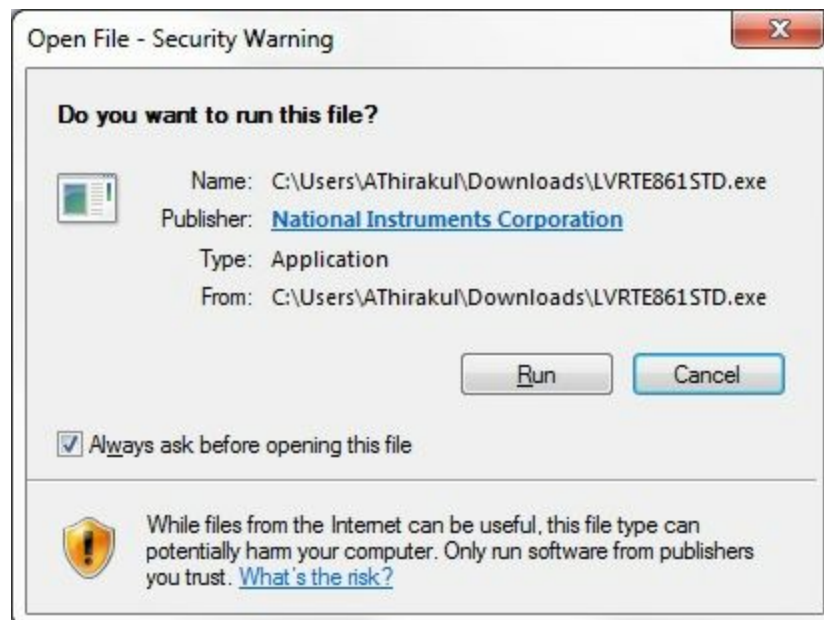 Open File - Security Warning
Do you want to run this file?
Name: C:\Users\AThirakul\Downloads\LVRTE861STD.exe
Publisher: National Instruments Corporation
Type: Application
From: C:\Users\AThirakul\Downloads\LVRTE861STD.exe
Run Cancel
Always ask before opening this file
While files from the Internet can be useful, this file type can
potentially harm your computer. Only run software from publishers
you trust. What's the risk?